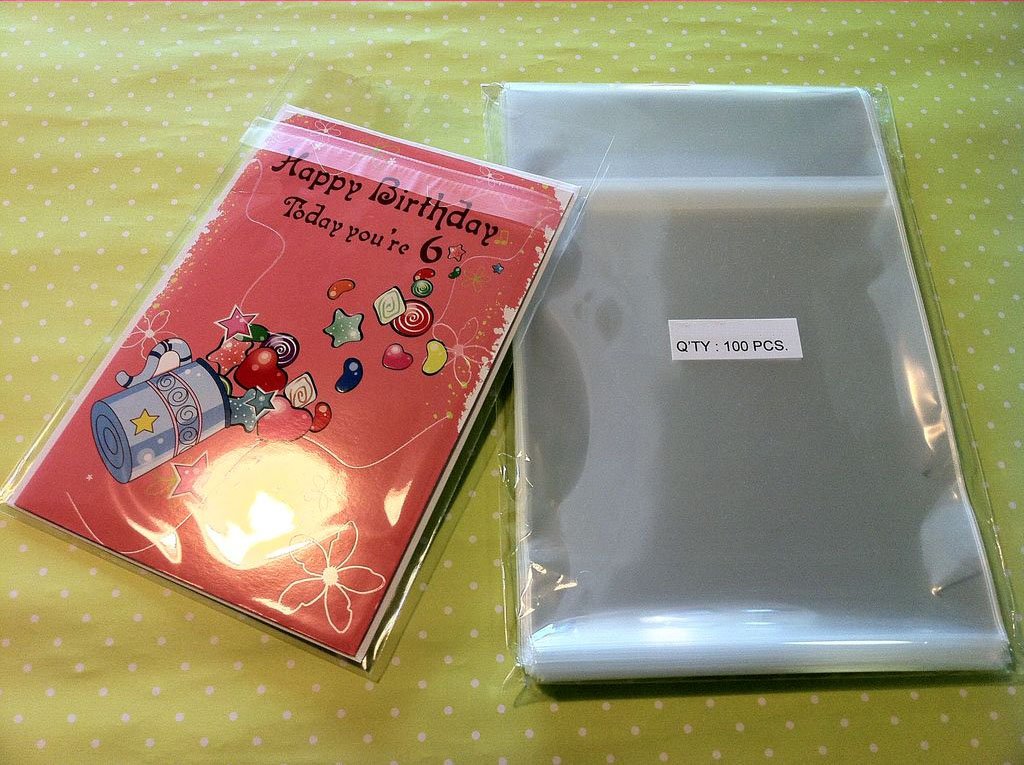 Happy Birthday
Today you're 6
Q'TY : 100 PCS.